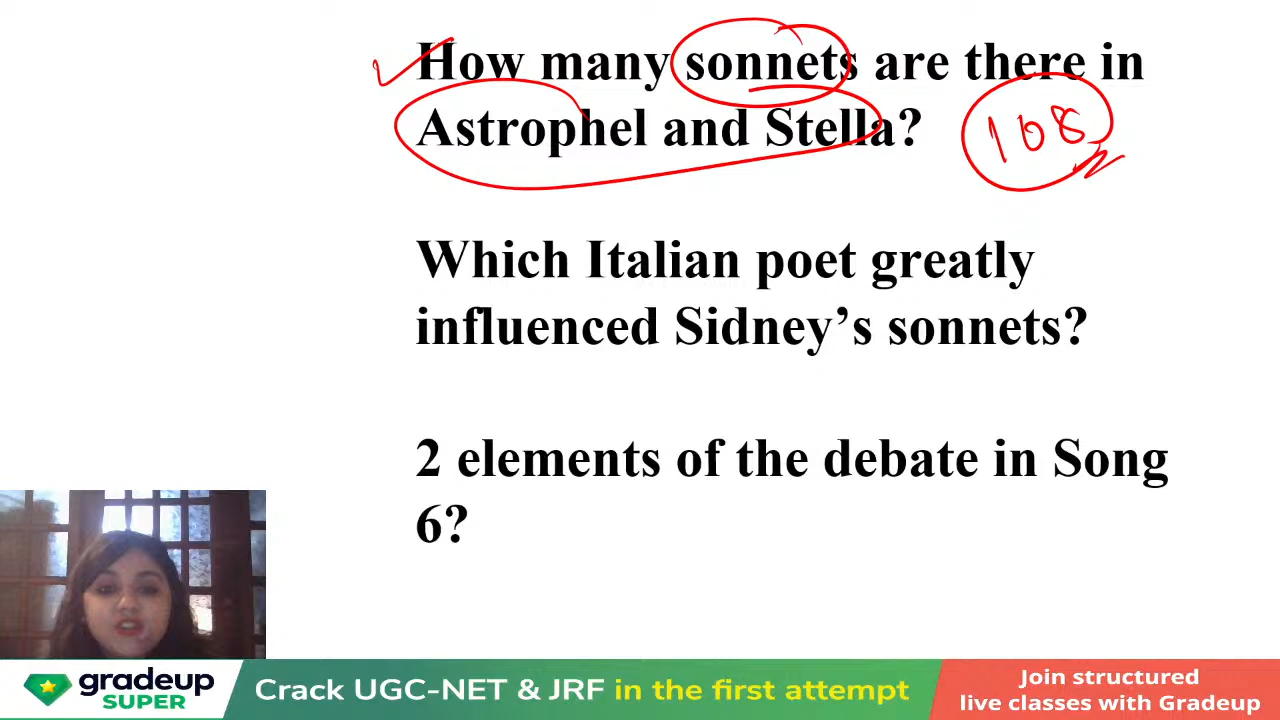 How many sonnets are there in
Astrophel and Stella? 108
Which Italian poet greatly
influenced Sidney’s sonnets?
2 elements of the debate in Song
6?
gradeup
SUPER
Crack UGC-NET & JRF in the first attempt
Join structured
live classes with Gradeup